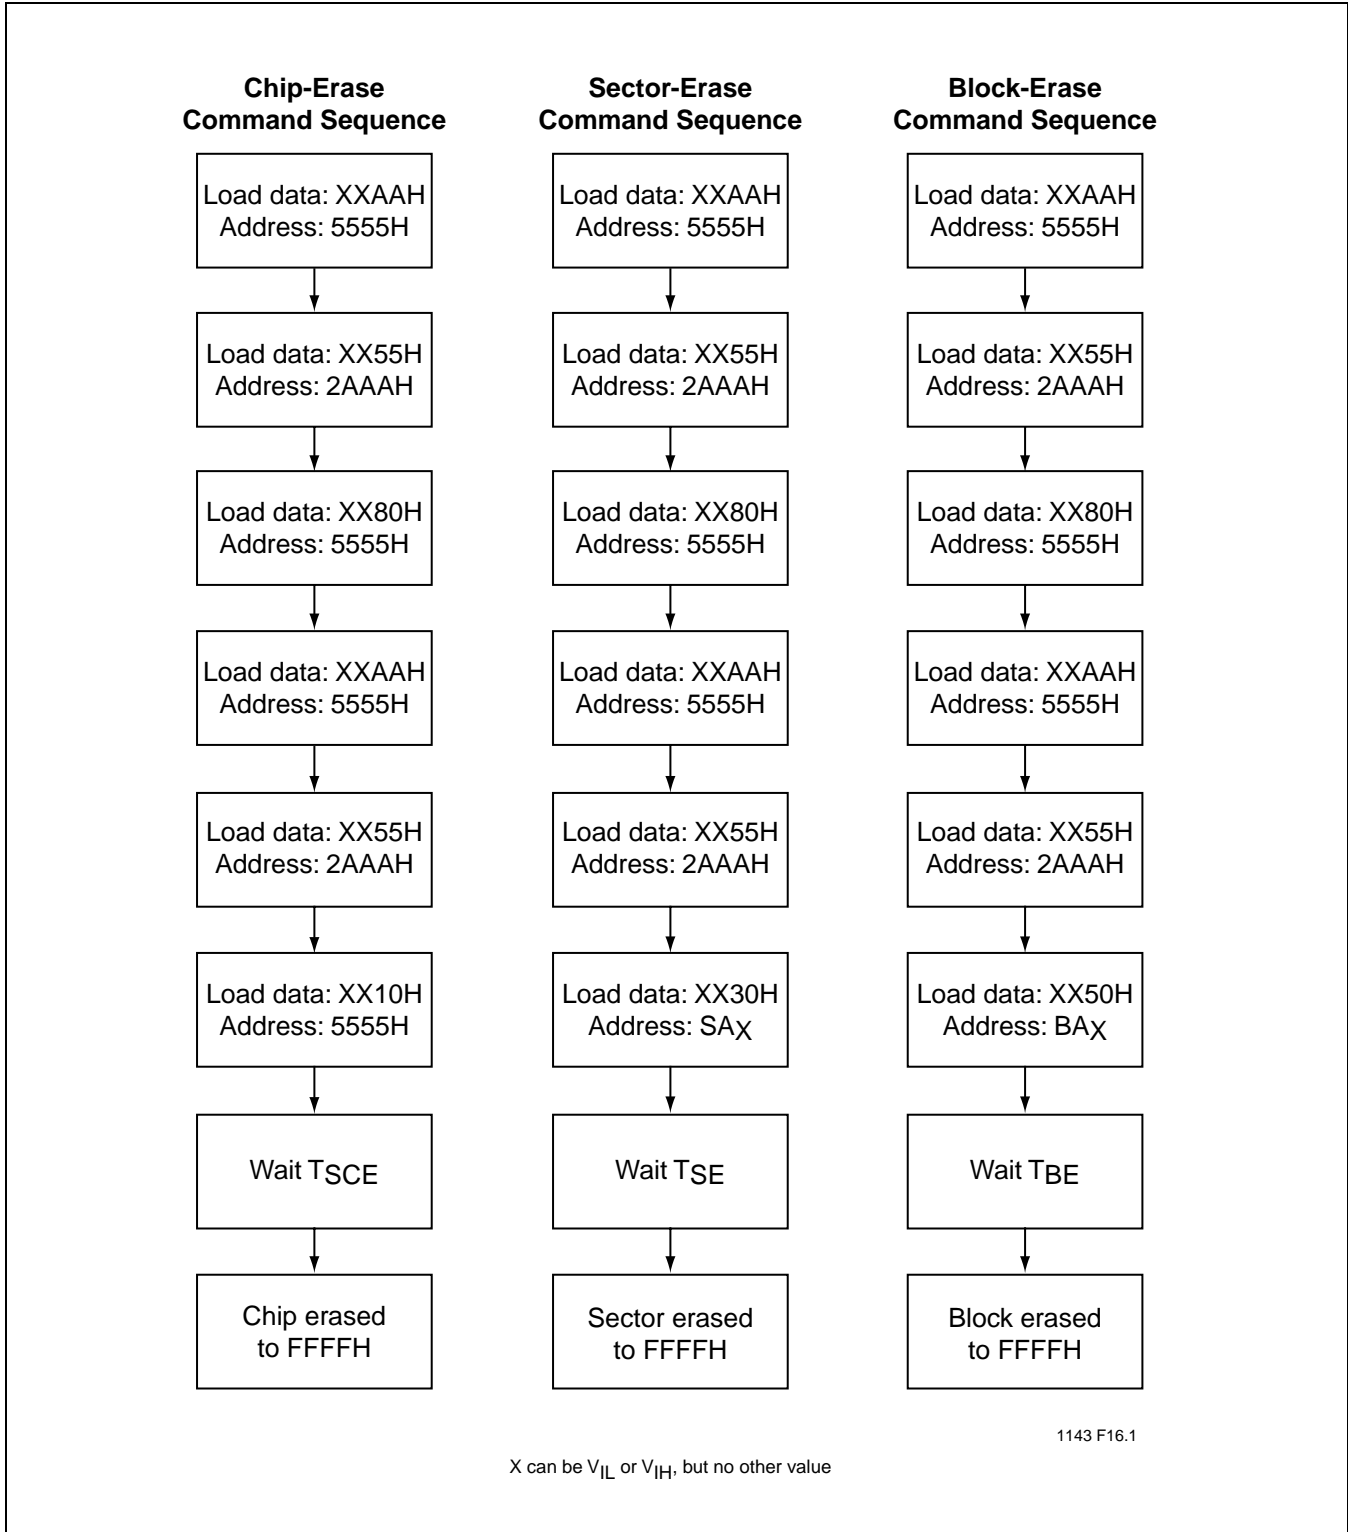 Chip-Erase
Command Sequence
Load data: XXAAH
Address: 5555H
Load data: XX55H
Address: 2AAAH
Load data: XX80H
Address: 5555H
Load data: XXAAH
Address: 5555H
Load data: XX55H
Address: 2AAAH
Load data: XX10H
Address: 5555H
Wait TSCE
Chip erased
to FFFFH
Sector-Erase
Command Sequence
Load data: XXAAH
Address: 5555H
Load data: XX55H
Address: 2AAAH
Load data: XX80H
Address: 5555H
Load data: XXAAH
Address: 5555H
Load data: XX55H
Address: 2AAAH
Load data: XX30H
Address: SAX
Wait TSE
Sector erased
to FFFFH
Block-Erase
Command Sequence
Load data: XXAAH
Address: 5555H
Load data: XX55H
Address: 2AAAH
Load data: XX80H
Address: 5555H
Load data: XXAAH
Address: 5555H
Load data: XX55H
Address: 2AAAH
Load data: XX50H
Address: BAX
Wait TBE
Block erased
to FFFFH
1143 F16.1
X can be VIL or VIH, but no other value